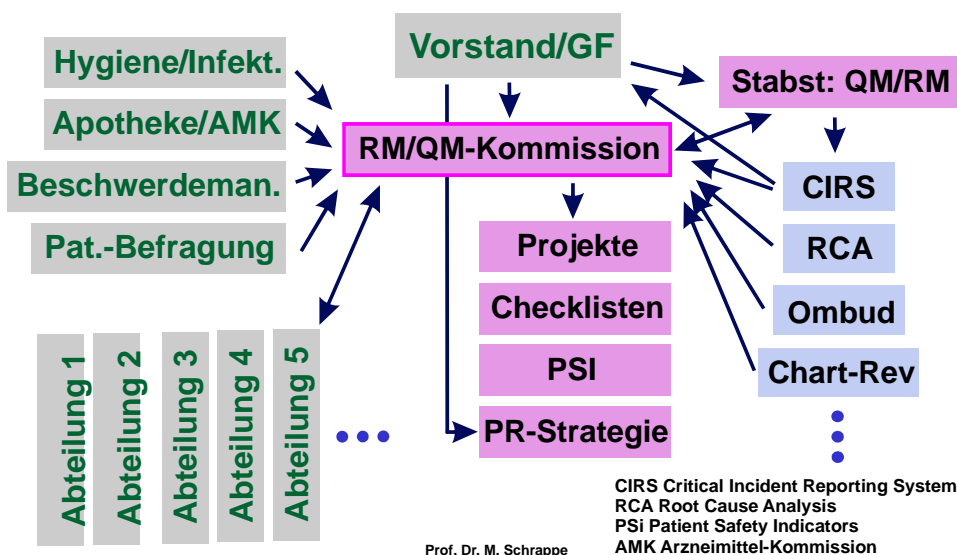 Vorstand/GF
Hygiene/Infekt.
Stabst: QM/RM
Apotheke/AMK
RM/QM-Kommission
Beschwerdeman.
CIRS
Pat.-Befragung
Projekte
RCA
Checklisten
Ombud
PSI
Chart-Rev
PR-Strategie
Abteilung 1
Abteilung 2
Abteilung 3
Abteilung 4
Abteilung 5
CIRS Critical Incident Reporting System
RCA Root Cause Analysis
PSi Patient Safety Indicators
AMK Arzneimittel-Kommission
Prof. Dr. M. Schrappe